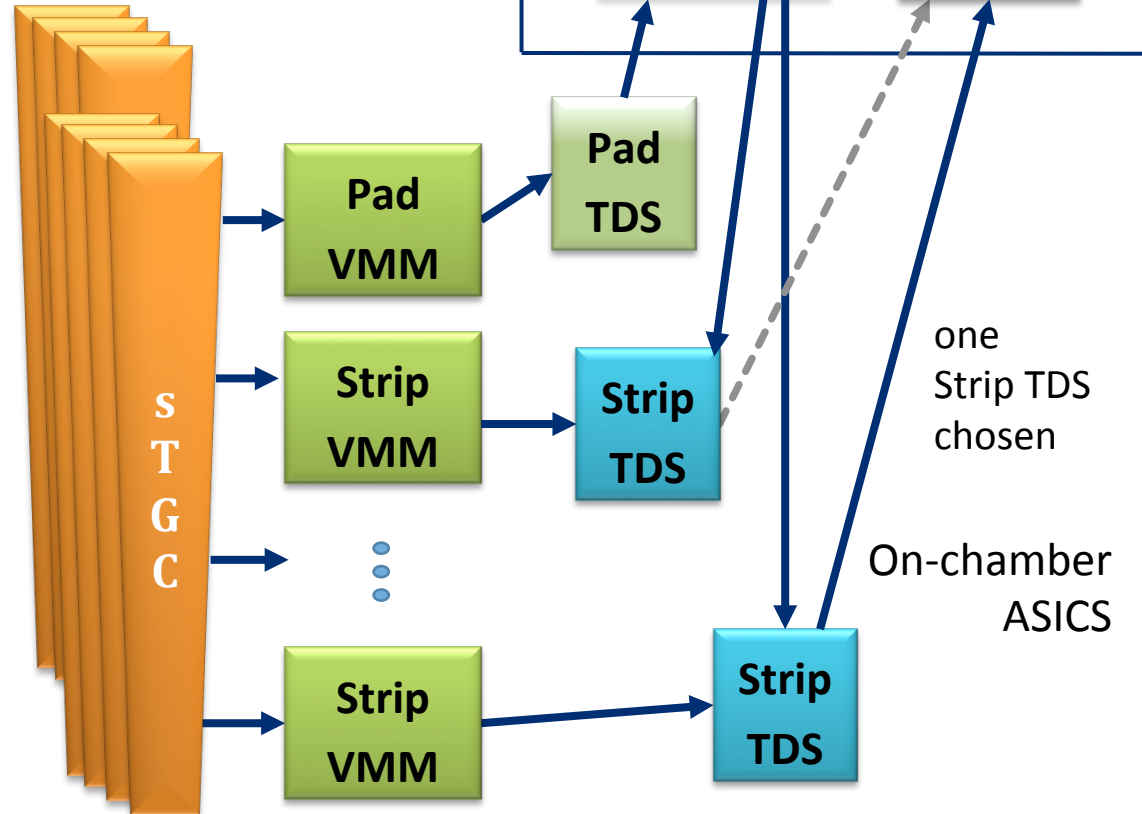 Pad
TDS
Pad
VMM
Strip
VMM
Strip
TDS
one
Strip TDS
chosen
s
T
G
C
On-chamber
ASICS
Strip
VMM
Strip
TDS